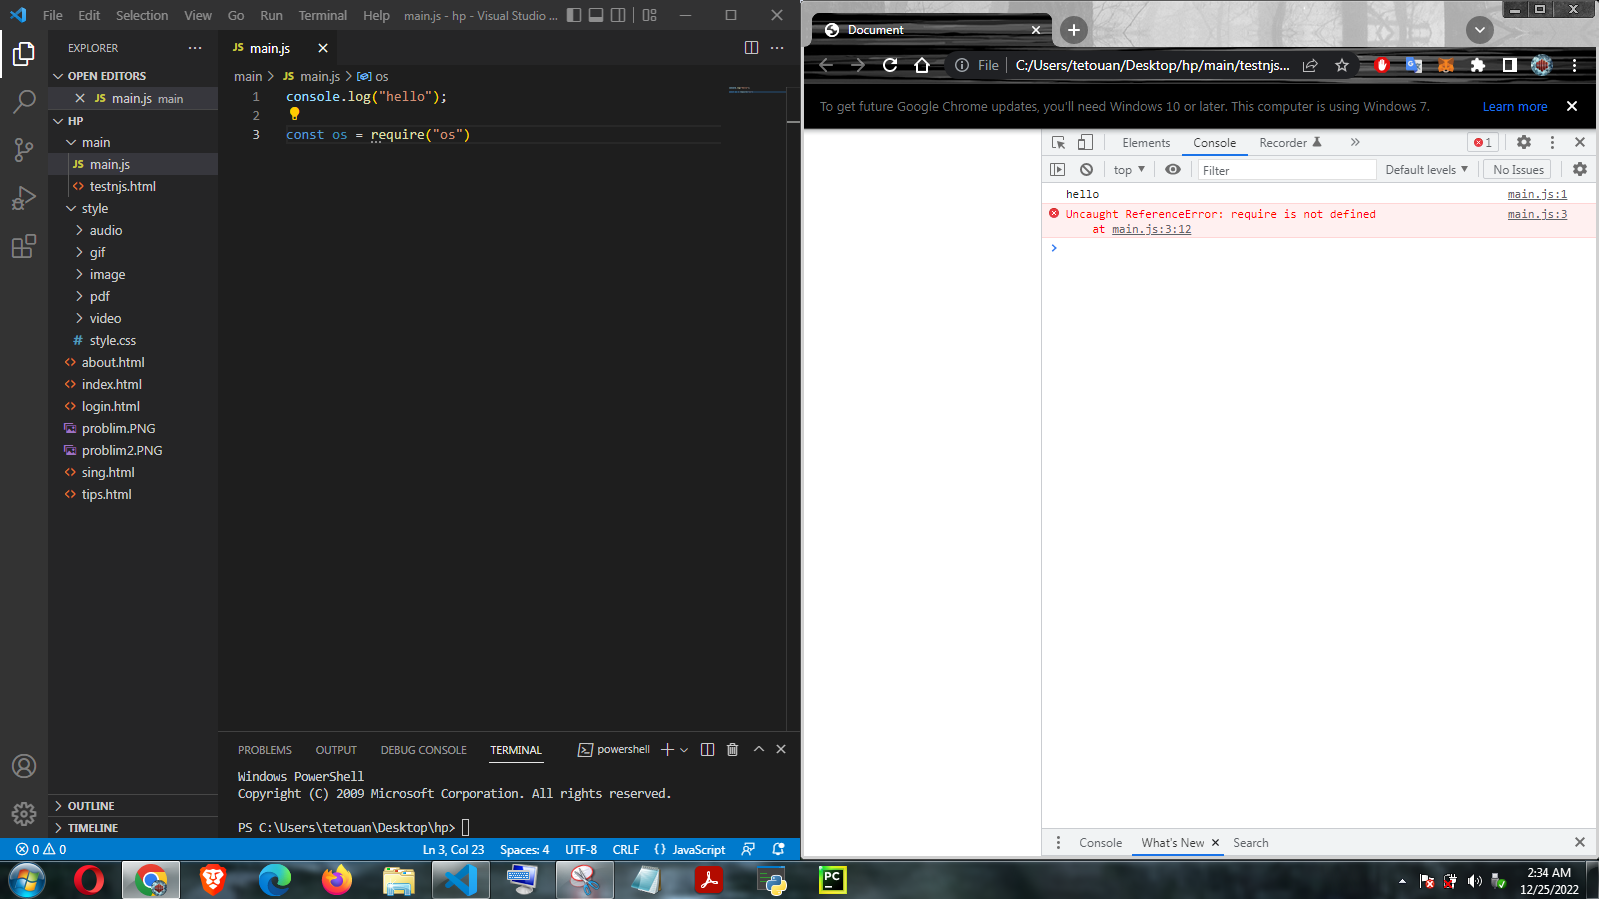 File Edit Selection View Go Run Terminal Help main.js - hp - Visual Studio ...
EXPLORER
OPEN EDITORS
JS main.js main
HP
main
JS main.js
testnjs.html
style
audio
gif
image
pdf
video
# style.css
about.html
index.html
login.html
problim.PNG
problim2.PNG
sing.html
tips.html
OUTLINE
TIMELINE
JS main.js
main > JS main.js > os
1 console.log("hello");
2
3 const os = require("os")
PROBLEMS OUTPUT DEBUG CONSOLE TERMINAL powershell
Windows PowerShell
Copyright (C) 2009 Microsoft Corporation. All rights reserved.
PS C:\Users\tetouan\Desktop\hp>
0 0 Ln 3, Col 23 Spaces: 4 UTF-8 CRLF {} JavaScript
Document
File C:/Users/tetouan/Desktop/hp/main/testnjs...
To get future Google Chrome updates, you'll need Windows 10 or later. This computer is using Windows 7. Learn more
Elements Console Recorder 1
top Filter Default levels No Issues
hello main.js:1
Uncaught ReferenceError: require is not defined main.js:3
at main.js:3:12
Console What's New Search
PC
2:34 AM
12/25/2022